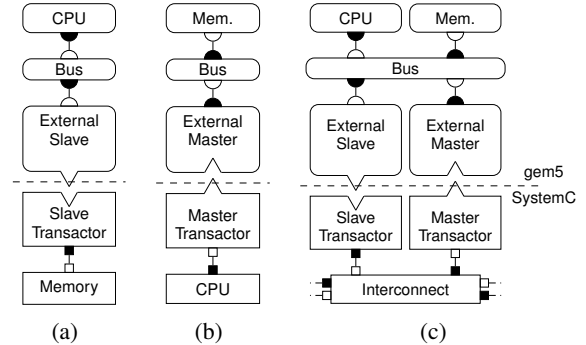 CPU
Bus
External
Slave
Slave
Transactor
Memory
(a)
Mem.
Bus
External
Master
Master
Transactor
CPU
(b)
CPU
Mem.
Bus
External
Slave
External
Master
gem5
SystemC
Slave
Transactor
Master
Transactor
Interconnect
(c)